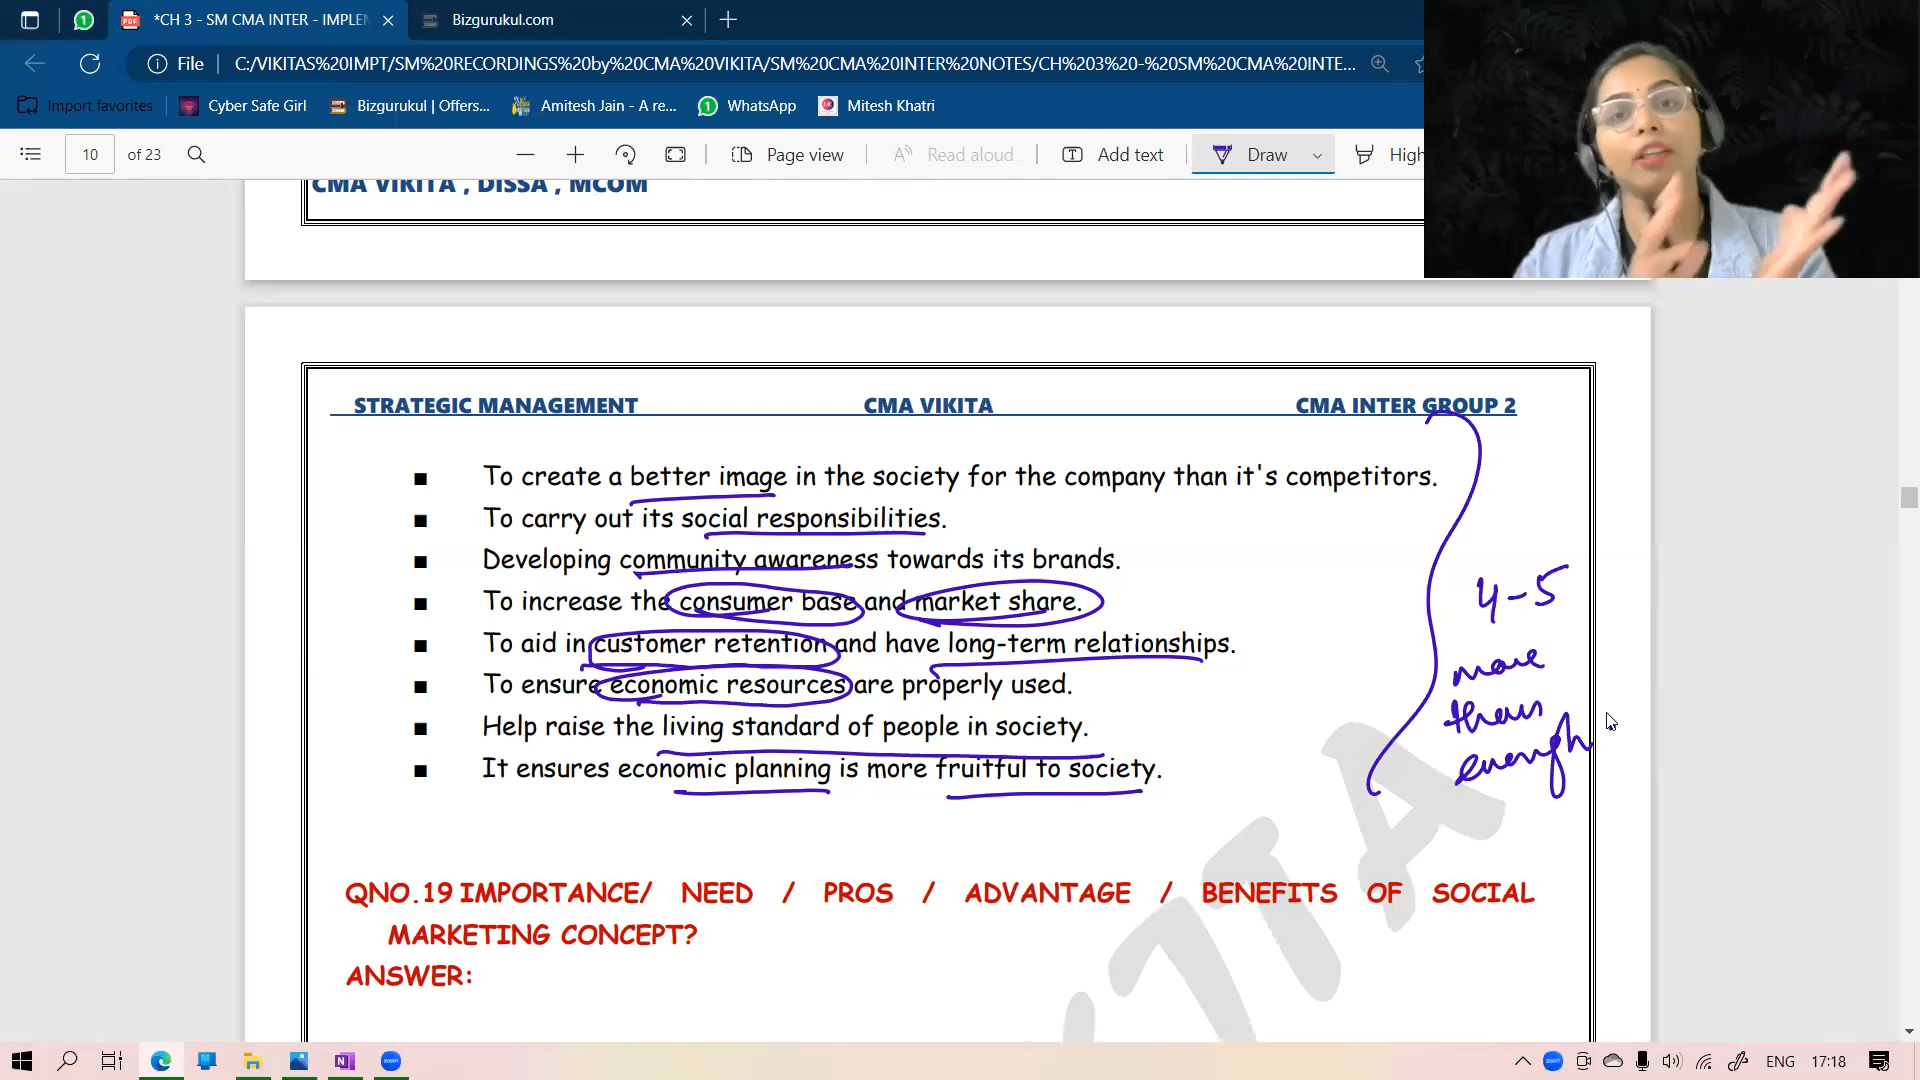 *CH 3 - SM CMA INTER - IMPLEM
Bizgurukul.com
File
C:/VIKITAS%20IMPT/SM%20RECORDINGS%20by%20CMA%20VIKITA/SM%20CMA%20INTER%20NOTES/CH%203%20-%20SM%20CMA%20INTE...
Import favorites
Cyber Safe Girl
Bizgurukul | Offers...
Amitesh Jain - A re...
WhatsApp
Mitesh Khatri
10 of 23
Page view
Read aloud
Add text
Draw
High
CMA VIKITA , DISSA , MCOM
STRATEGIC MANAGEMENT CMA VIKITA CMA INTER GROUP 2
■ To create a better image in the society for the company than it's competitors.
■ To carry out its social responsibilities.
■ Developing community awareness towards its brands.
■ To increase the consumer base and market share.
■ To aid in customer retention and have long-term relationships.
■ To ensure economic resources are properly used.
■ Help raise the living standard of people in society.
■ It ensures economic planning is more fruitful to society.
4-5
more
than
enough
QNO.19 IMPORTANCE/ NEED / PROS / ADVANTAGE / BENEFITS OF SOCIAL
MARKETING CONCEPT?
ANSWER:
ITA
ENG
17:18